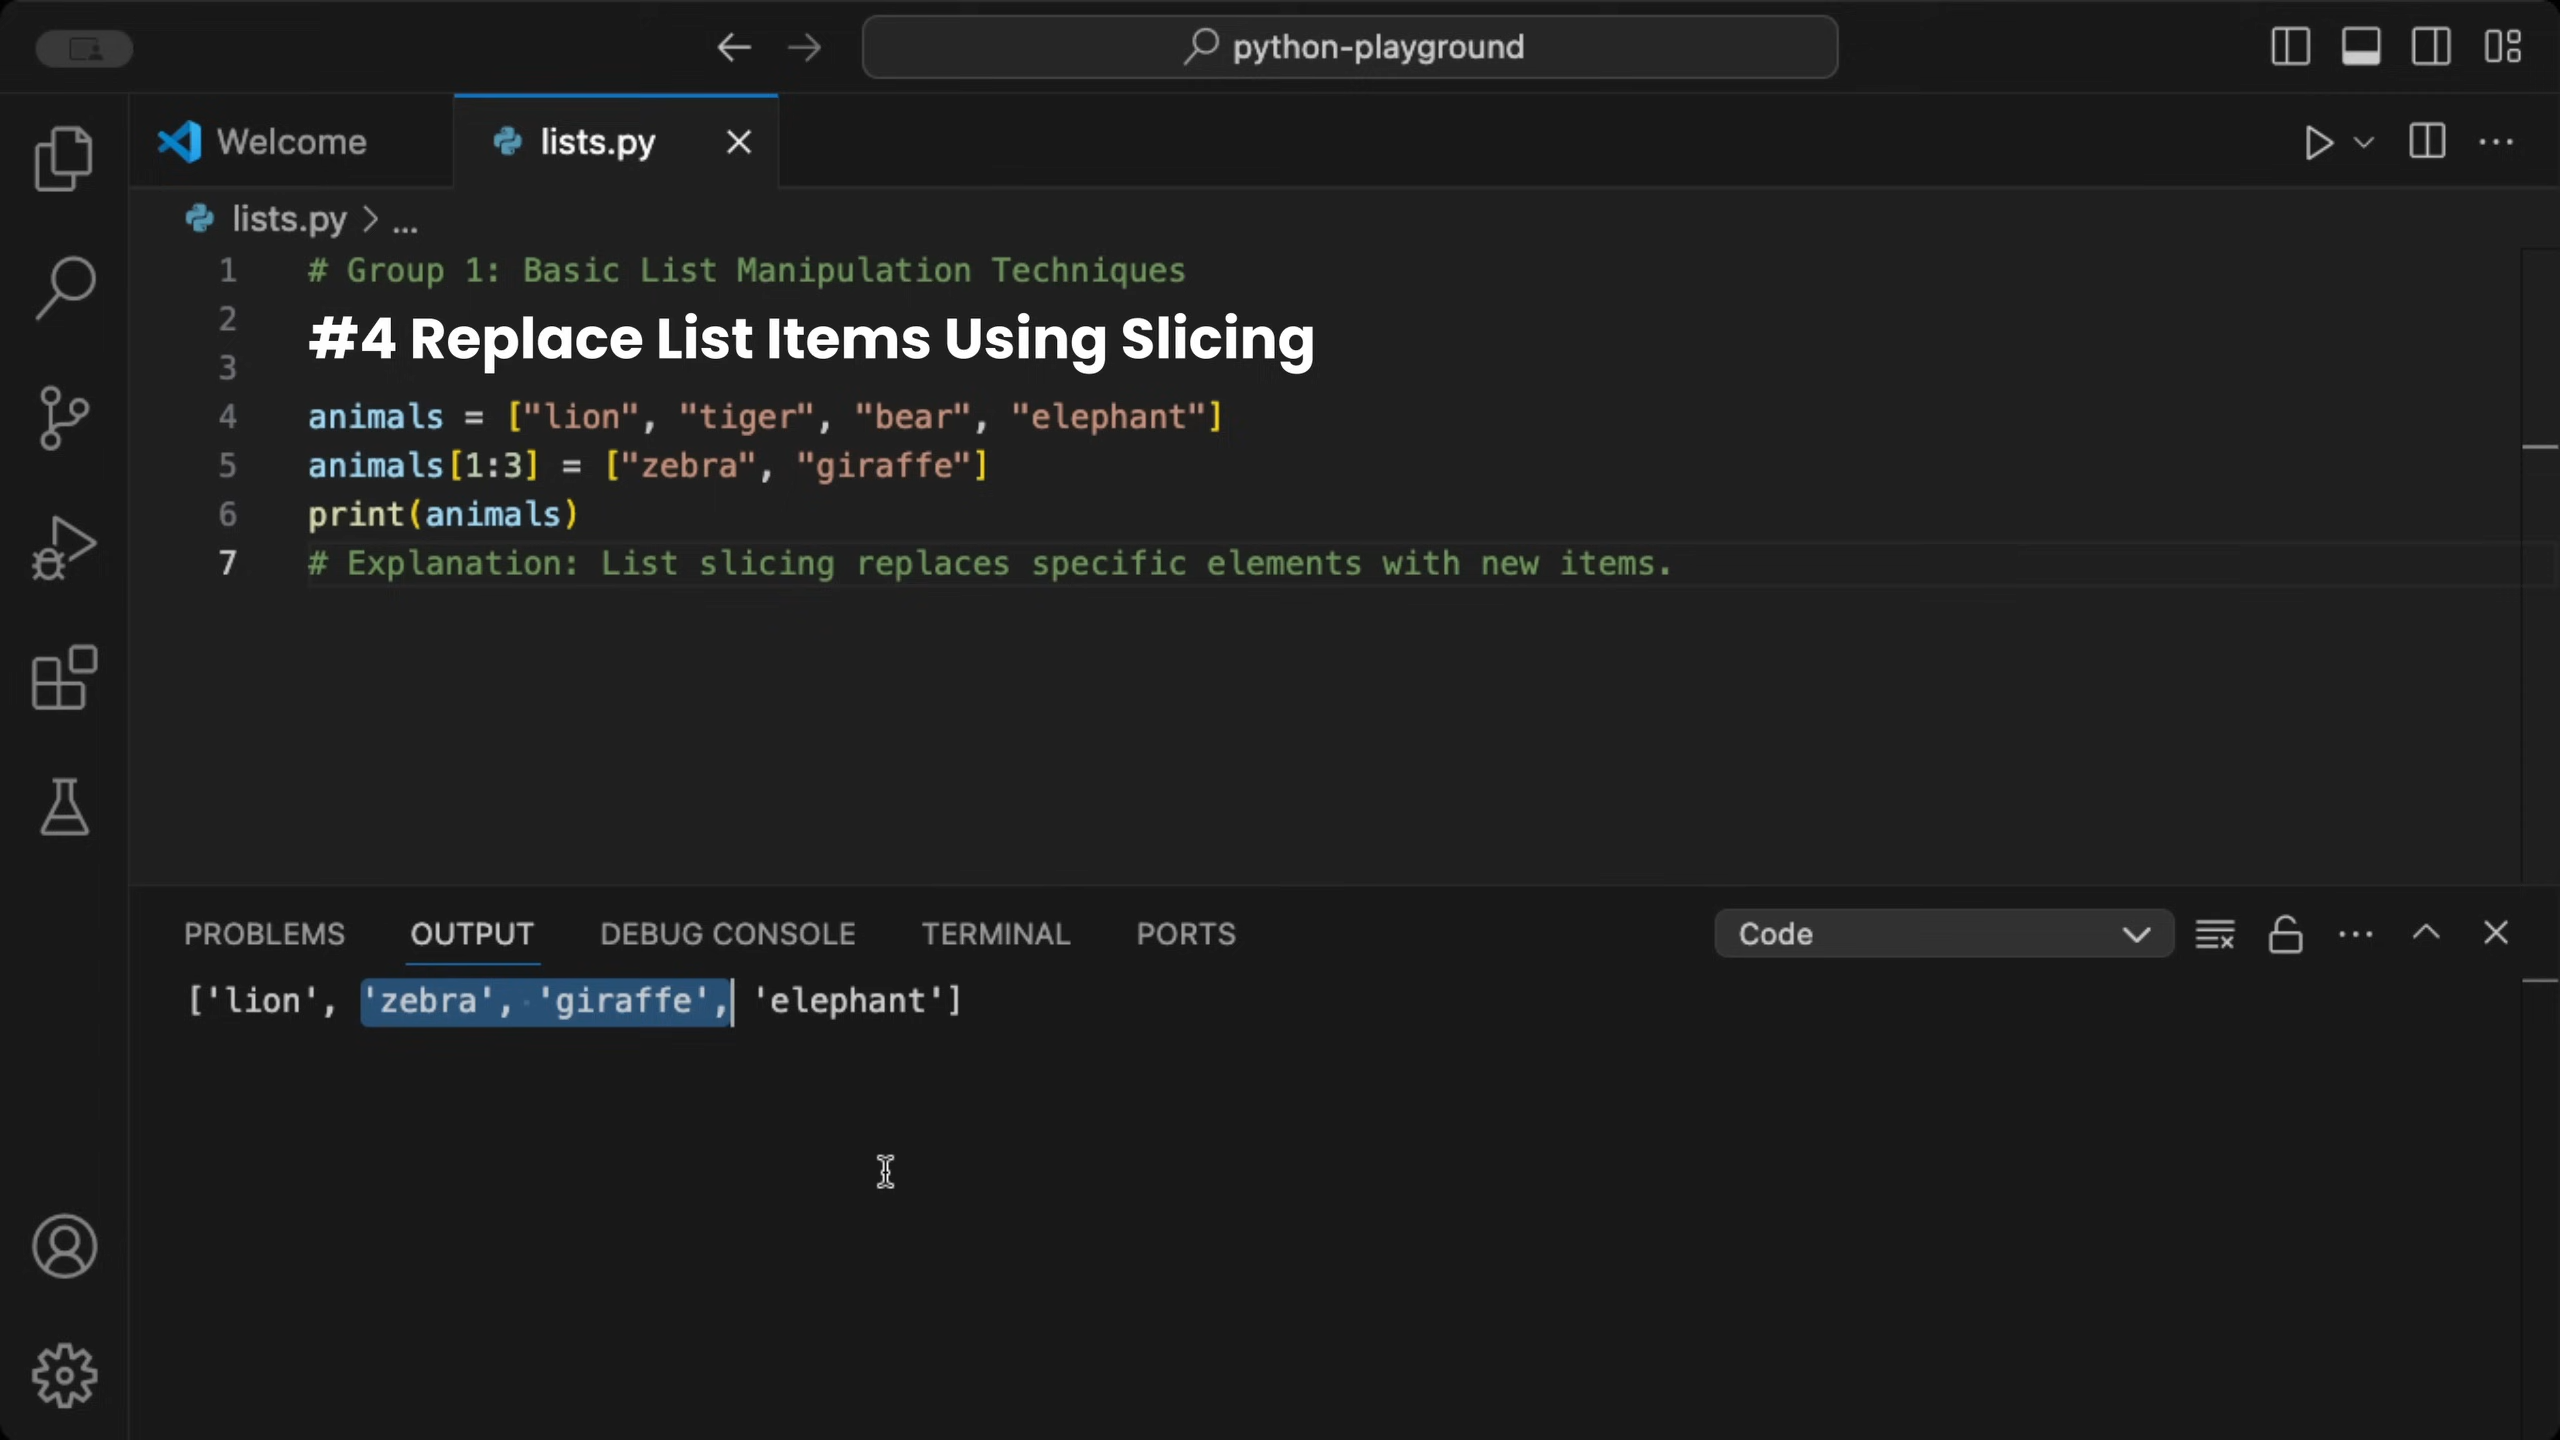 python-playground
Welcome
lists.py
lists.py > ...
1 # Group 1: Basic List Manipulation Techniques
2
#4 Replace List Items Using Slicing
3
4 animals = ["lion", "tiger", "bear", "elephant"]
5 animals[1:3] = ["zebra", "giraffe"]
6 print(animals)
7 # Explanation: List slicing replaces specific elements with new items.
PROBLEMS OUTPUT DEBUG CONSOLE TERMINAL PORTS Code
['lion', 'zebra', 'giraffe', 'elephant']